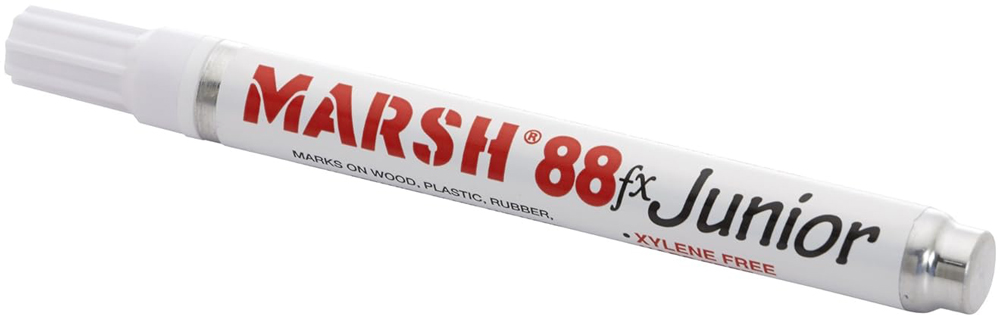 MARSH® 88fx Junior
MARKS ON WOOD, PLASTIC, RUBBER,
• XYLENE FREE